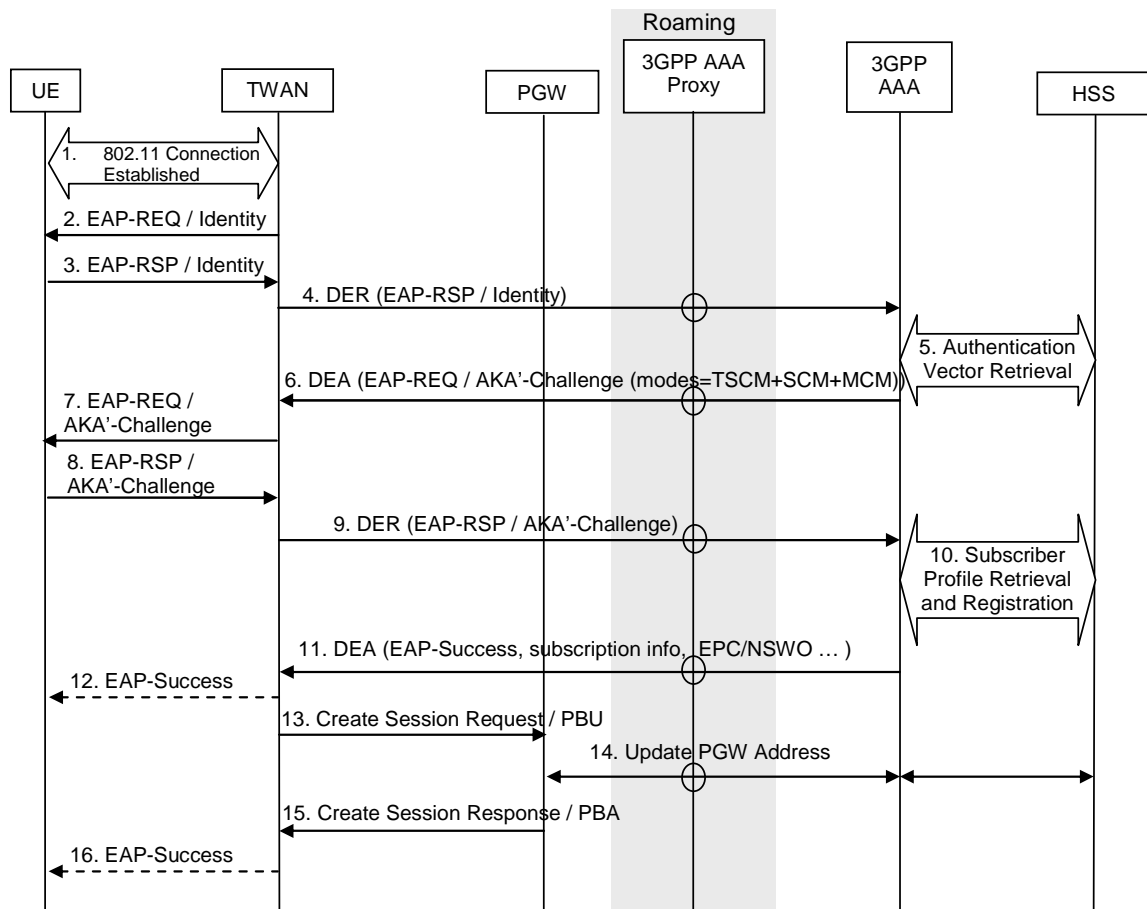 Roaming
UE
TWAN
PGW
3GPP AAA
Proxy
3GPP
AAA
HSS
1. 802.11 Connection
Established
2. EAP-REQ / Identity
3. EAP-RSP / Identity
4. DER (EAP-RSP / Identity)
5. Authentication
Vector Retrieval
6. DEA (EAP-REQ / AKA’-Challenge (modes=TSCM+SCM+MCM))
7. EAP-REQ /
AKA’-Challenge
8. EAP-RSP /
AKA’-Challenge
9. DER (EAP-RSP / AKA’-Challenge)
10. Subscriber
Profile Retrieval
and Registration
11. DEA (EAP-Success, subscription info, EPC/NSWO … )
12. EAP-Success
13. Create Session Request / PBU
14. Update PGW Address
15. Create Session Response / PBA
16. EAP-Success